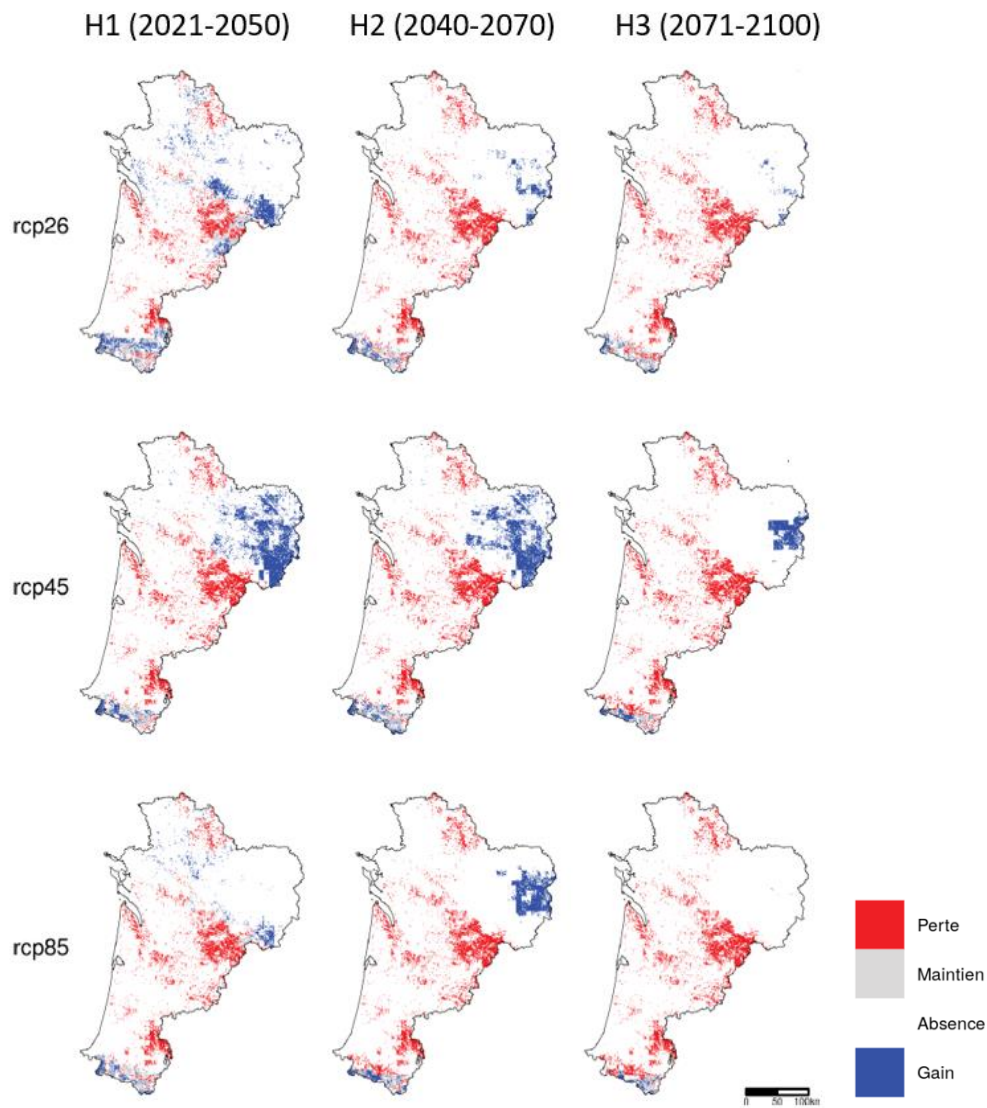 H1 (2021-2050) H2 (2040-2070) H3 (2071-2100)
rcp26
rcp45
rcp85
Perte
Maintien
Absence
Gain
0 50 100km